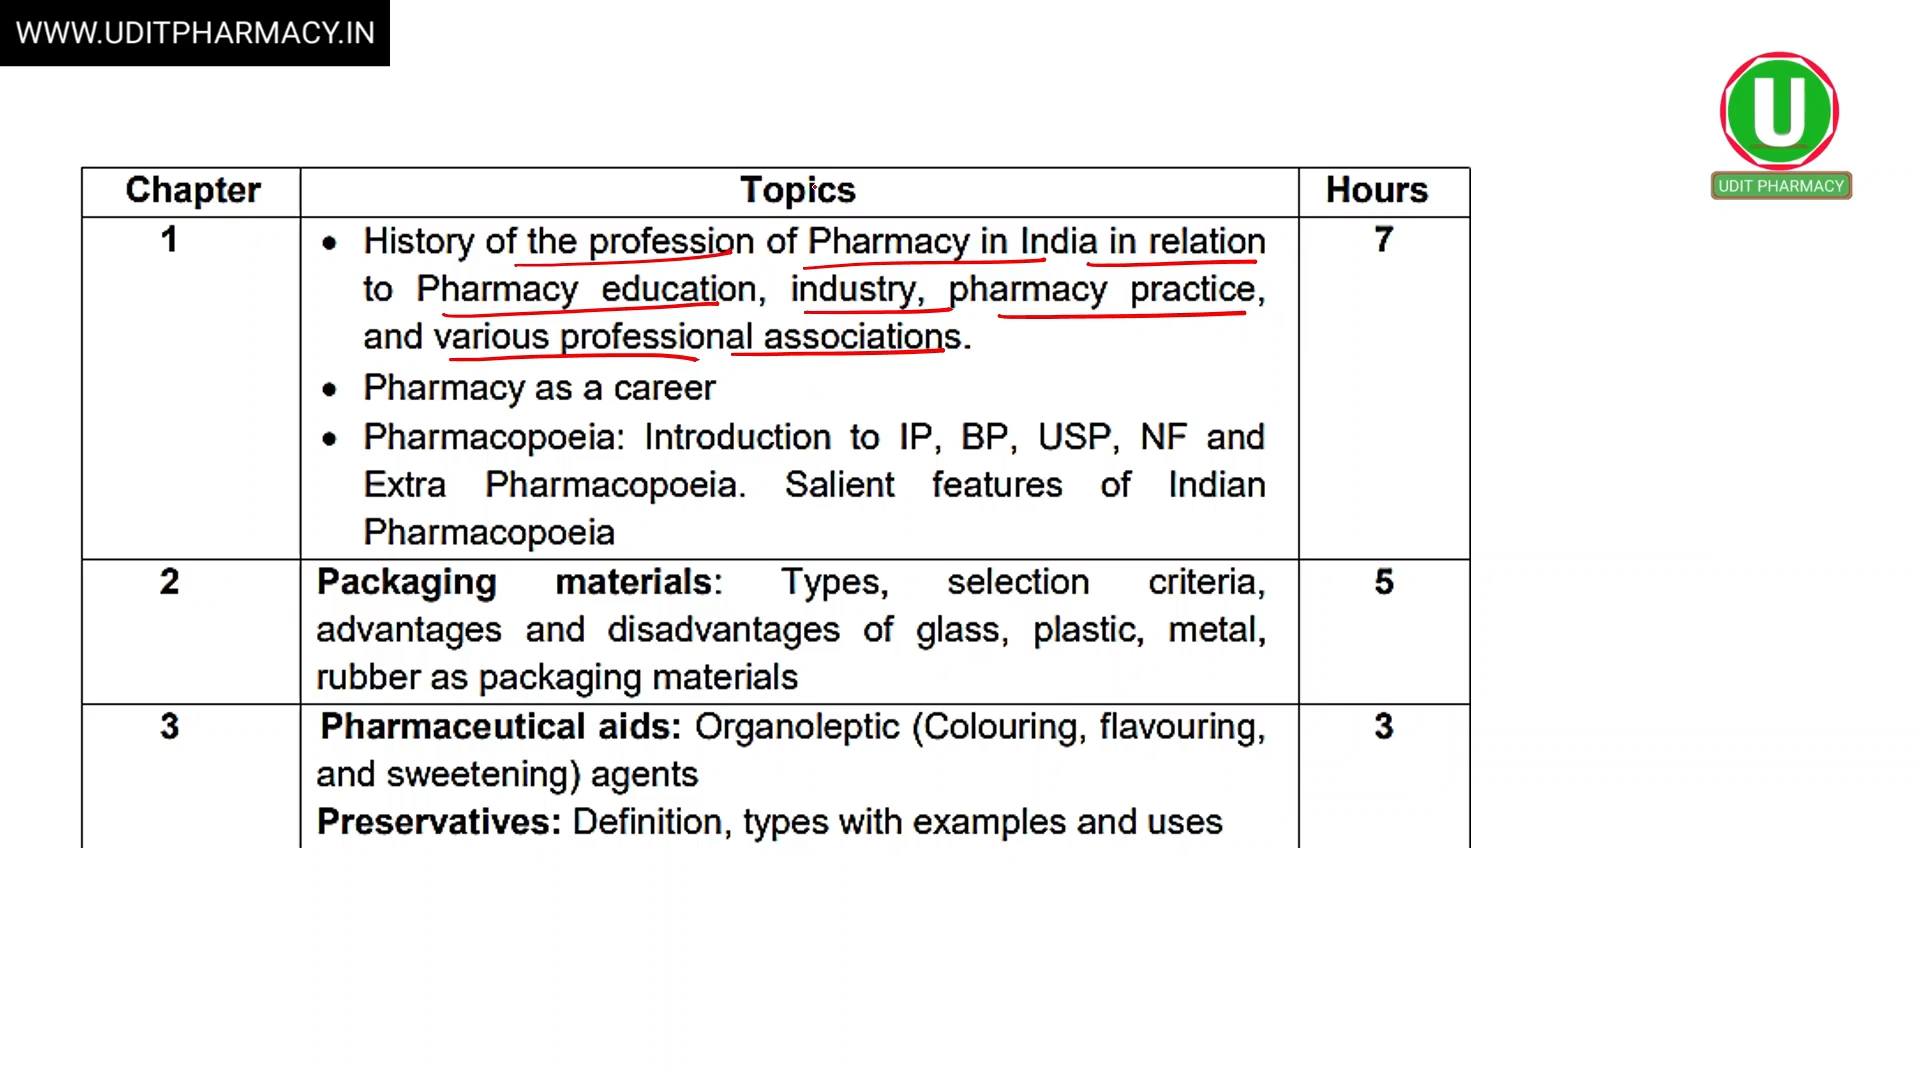 WWW.UDITPHARMACY.IN
U
UDIT PHARMACY
Chapter Topics Hours
1 • History of the profession of Pharmacy in India in relation 7
to Pharmacy education, industry, pharmacy practice,
and various professional associations.
• Pharmacy as a career
• Pharmacopoeia: Introduction to IP, BP, USP, NF and
Extra Pharmacopoeia. Salient features of Indian
Pharmacopoeia
2 Packaging materials: Types, selection criteria, 5
advantages and disadvantages of glass, plastic, metal,
rubber as packaging materials
3 Pharmaceutical aids: Organoleptic (Colouring, flavouring, 3
and sweetening) agents
Preservatives: Definition, types with examples and uses